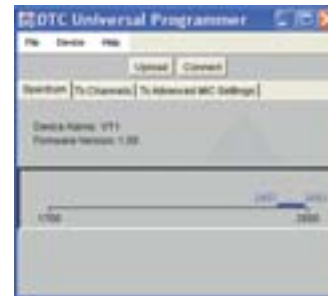 DTC Universal Programmer
File Device Help
Upload Connect
Spectrum Tx Channels Tx Advanced MIC Settings
Device Name: VT1
Firmware Version: 1.00
1700